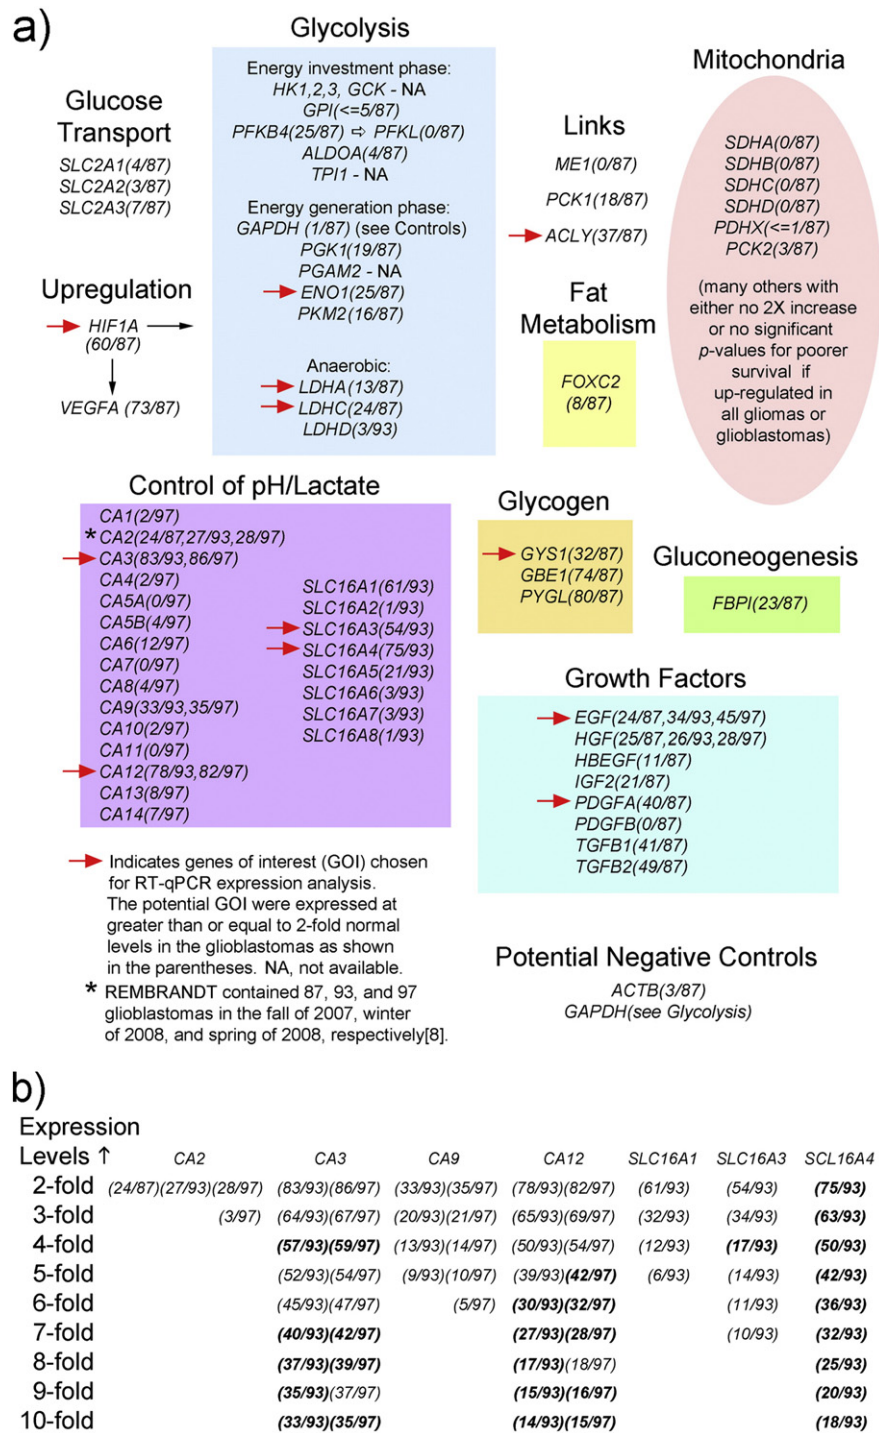 a)
Glycolysis
Energy investment phase:
HK1,2,3, GCK - NA
GPI(<=5/87)
PFKB4(25/87) ⇨ PFKL(0/87)
ALDOA(4/87)
TPI1 - NA
Energy generation phase:
GAPDH (1/87) (see Controls)
PGK1(19/87)
PGAM2 - NA
ENO1(25/87)
PKM2(16/87)
Anaerobic:
LDHA(13/87)
LDHC(24/87)
LDHD(3/93)
Glucose
Transport
SLC2A1(4/87)
SLC2A2(3/87)
SLC2A3(7/87)
Upregulation
HIF1A
(60/87)
VEGFA (73/87)
Links
ME1(0/87)
PCK1(18/87)
ACLY(37/87)
Fat
Metabolism
FOXC2
(8/87)
Mitochondria
SDHA(0/87)
SDHB(0/87)
SDHC(0/87)
SDHD(0/87)
PDHX(<=1/87)
PCK2(3/87)
(many others with
either no 2X increase
or no significant
p-values for poorer
survival if
up-regulated in
all gliomas or
glioblastomas)
Control of pH/Lactate
CA1(2/97)
* CA2(24/87,27/93,28/97)
CA3(83/93,86/97)
CA4(2/97)
CA5A(0/97)
CA5B(4/97)
CA6(12/97)
CA7(0/97)
CA8(4/97)
CA9(33/93,35/97)
CA10(2/97)
CA11(0/97)
CA12(78/93,82/97)
CA13(8/97)
CA14(7/97)
SLC16A1(61/93)
SLC16A2(1/93)
SLC16A3(54/93)
SLC16A4(75/93)
SLC16A5(21/93)
SLC16A6(3/93)
SLC16A7(3/93)
SLC16A8(1/93)
Glycogen
GYS1(32/87)
GBE1(74/87)
PYGL(80/87)
Gluconeogenesis
FBPI(23/87)
Growth Factors
EGF(24/87,34/93,45/97)
HGF(25/87,26/93,28/97)
HBEGF(11/87)
IGF2(21/87)
PDGFA(40/87)
PDGFB(0/87)
TGFB1(41/87)
TGFB2(49/87)
Indicates genes of interest (GOI) chosen
for RT-qPCR expression analysis.
The potential GOI were expressed at
greater than or equal to 2-fold normal
levels in the glioblastomas as shown
in the parentheses. NA, not available.
* REMBRANDT contained 87, 93, and 97
glioblastomas in the fall of 2007, winter
of 2008, and spring of 2008, respectively[8].
Potential Negative Controls
ACTB(3/87)
GAPDH(see Glycolysis)
b)
Expression
Levels ↑ CA2 CA3 CA9 CA12 SLC16A1 SLC16A3 SCL16A4
2-fold (24/87)(27/93)(28/97) (83/93)(86/97) (33/93)(35/97) (78/93)(82/97) (61/93) (54/93) (75/93)
3-fold (3/97) (64/93)(67/97) (20/93)(21/97) (65/93)(69/97) (32/93) (34/93) (63/93)
4-fold (57/93)(59/97) (13/93)(14/97) (50/93)(54/97) (12/93) (17/93) (50/93)
5-fold (52/93)(54/97) (9/93)(10/97) (39/93)(42/97) (6/93) (14/93) (42/93)
6-fold (45/93)(47/97) (5/97) (30/93)(32/97) (11/93) (36/93)
7-fold (40/93)(42/97) (27/93)(28/97) (10/93) (32/93)
8-fold (37/93)(39/97) (17/93)(18/97) (25/93)
9-fold (35/93)(37/97) (15/93)(16/97) (20/93)
10-fold (33/93)(35/97) (14/93)(15/97) (18/93)